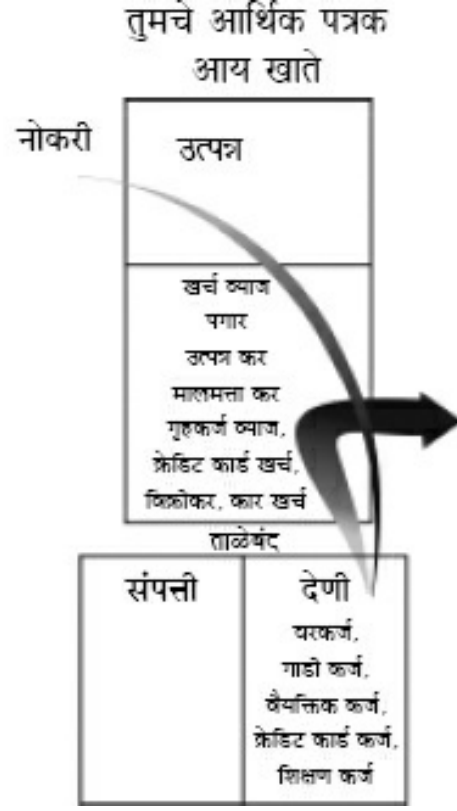 तुमचे आर्थिक पत्रक
आय खाते
नोकरी
उत्पन्न
खर्च व्याज
पगार
उत्पन्न कर
मालमत्ता कर
गृहकर्ज व्याज,
क्रेडिट कार्ड खर्च,
विक्रीकर, कार खर्च
ताळेबंद
संपत्ती
देणी
घरकर्ज,
गाडी कर्ज,
वैयक्तिक कर्ज,
क्रेडिट कार्ड कर्ज,
शिक्षण कर्ज